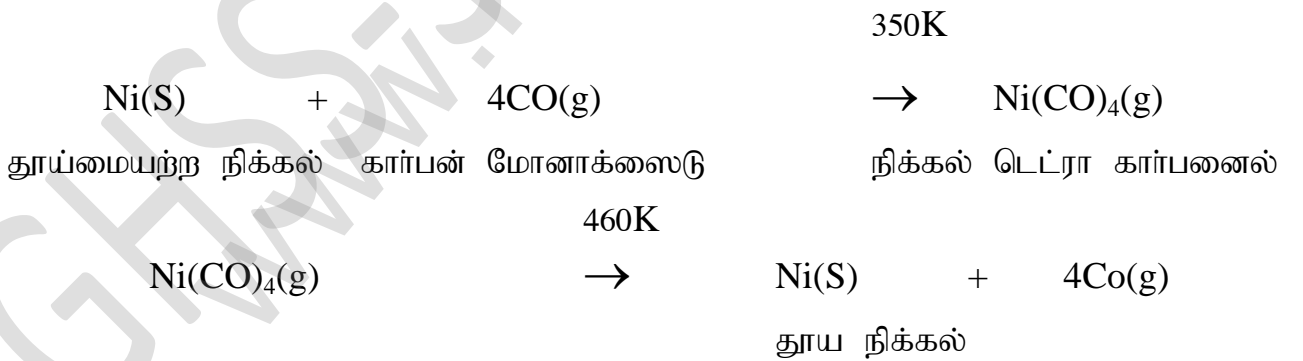 350K
Ni(S) + 4CO(g) → Ni(CO)₄(g)
தூய்மையற்ற நிக்கல் கார்பன் மோனாக்ஸைடு நிக்கல் டெட்ரா கார்பனைல்
460K
Ni(CO)₄(g) → Ni(S) + 4Co(g)
தூய நிக்கல்